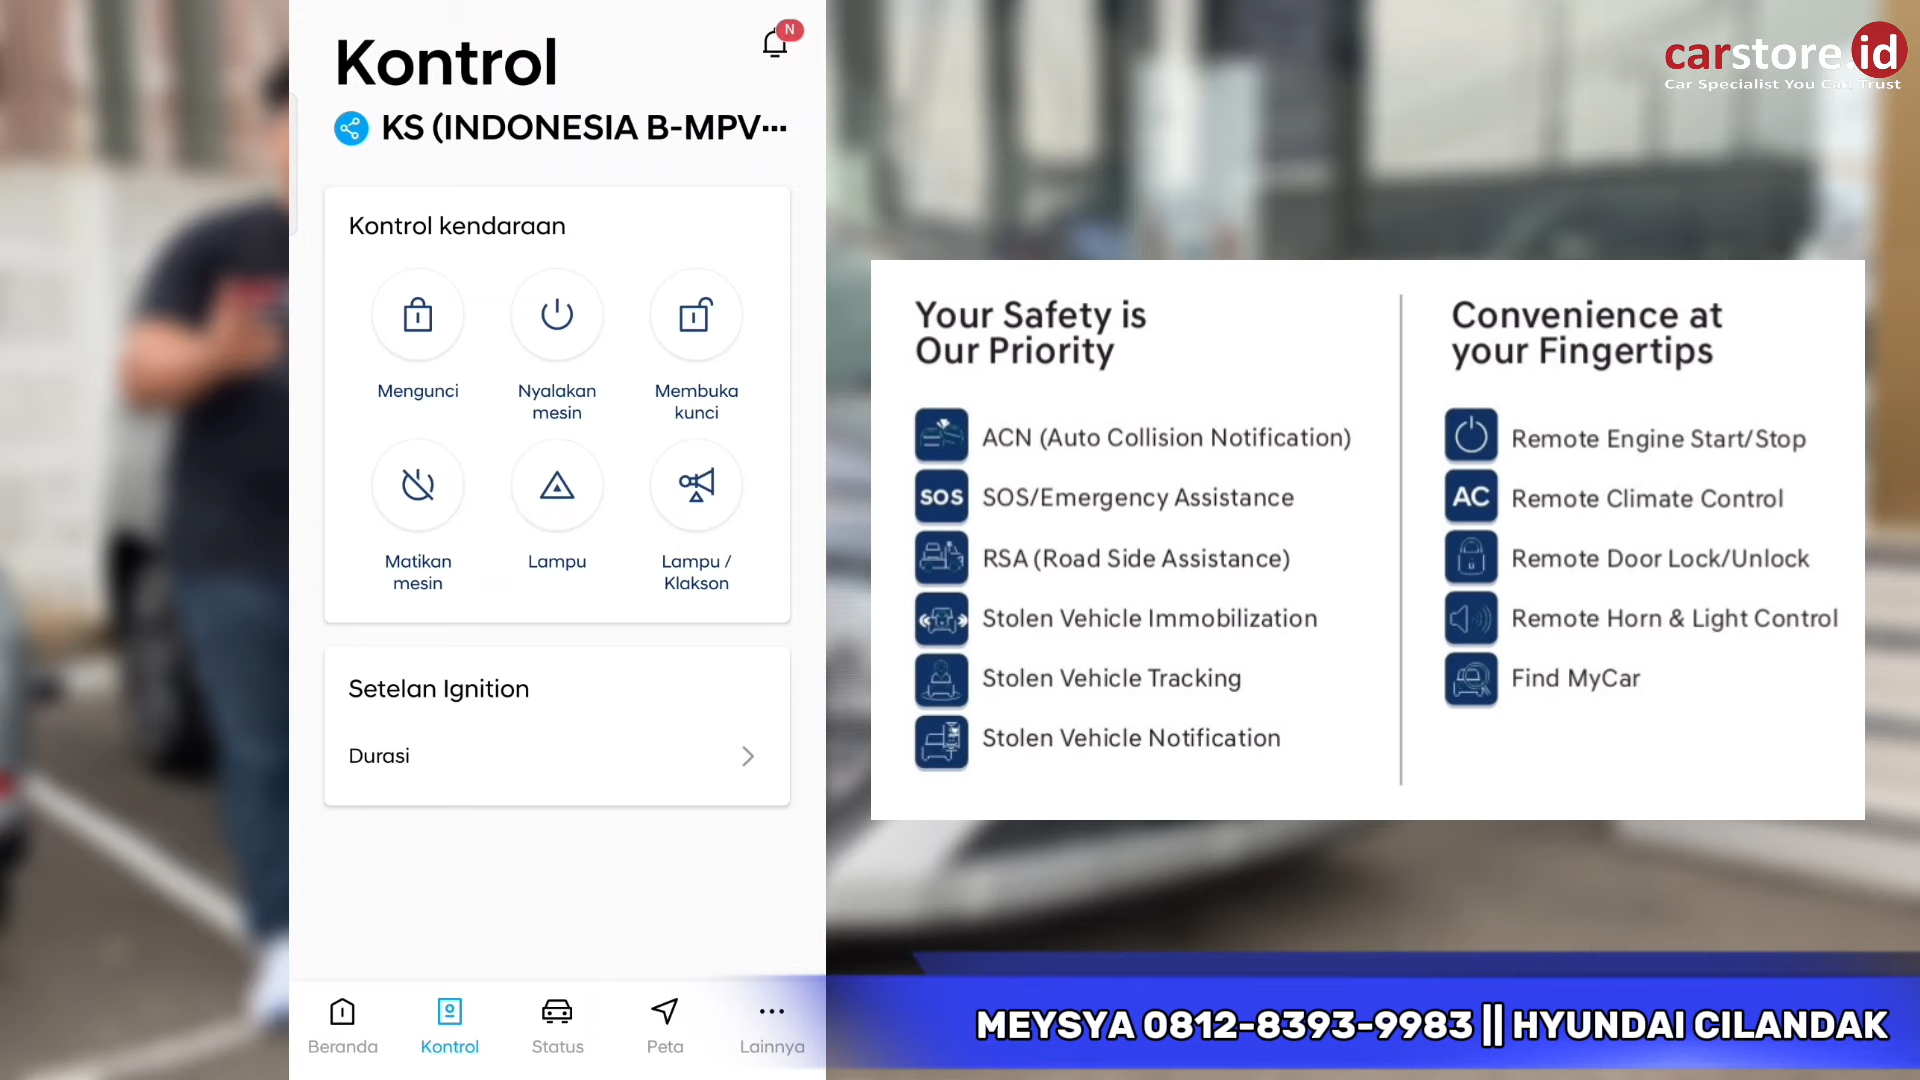 Kontrol
N
KS (INDONESIA B-MPV...
Kontrol kendaraan
Mengunci
Nyalakan
mesin
Membuka
kunci
Matikan
mesin
Lampu
Lampu /
Klakson
Setelan Ignition
Durasi
Beranda
Kontrol
Status
Peta
Lainnya
carstore.id
Car Specialist You Can Trust
Your Safety is
Our Priority
ACN (Auto Collision Notification)
SOS
SOS/Emergency Assistance
RSA (Road Side Assistance)
Stolen Vehicle Immobilization
Stolen Vehicle Tracking
Stolen Vehicle Notification
Convenience at
your Fingertips
Remote Engine Start/Stop
AC
Remote Climate Control
Remote Door Lock/Unlock
Remote Horn & Light Control
Find MyCar
MEYSYA 0812-8393-9983 || HYUNDAI CILANDAK